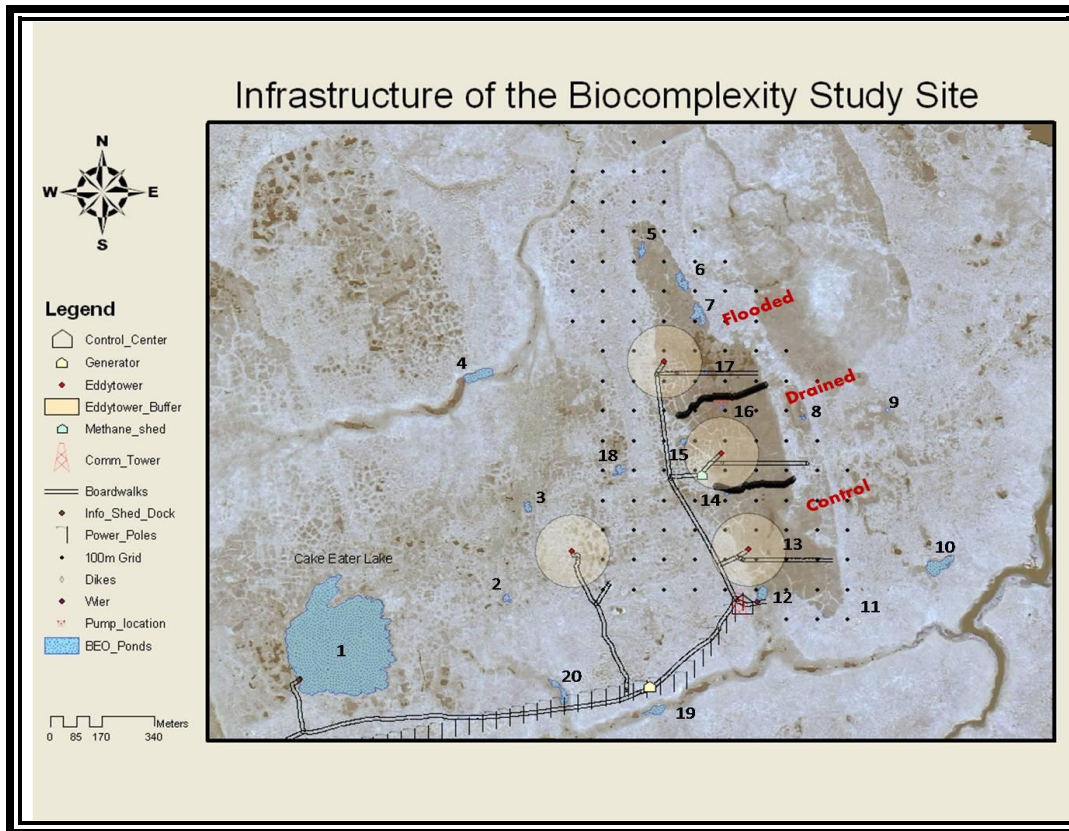 Infrastructure of the Biocomplexity Study Site
N
W E
S
Legend
Control_Center
Generator
Eddytower
Eddytower_Buffer
Methane_shed
Comm_Tower
Boardwalks
Info_Shed_Dock
Power_Poles
100m Grid
Dikes
Wier
Pump_location
BEO_Ponds
Meters
0 85 170 340
5
6
7
Flooded
4
17
Drained
16
8
9
18
15
3
14
Control
13
10
Cake Eater Lake
2
12
11
1
20
19